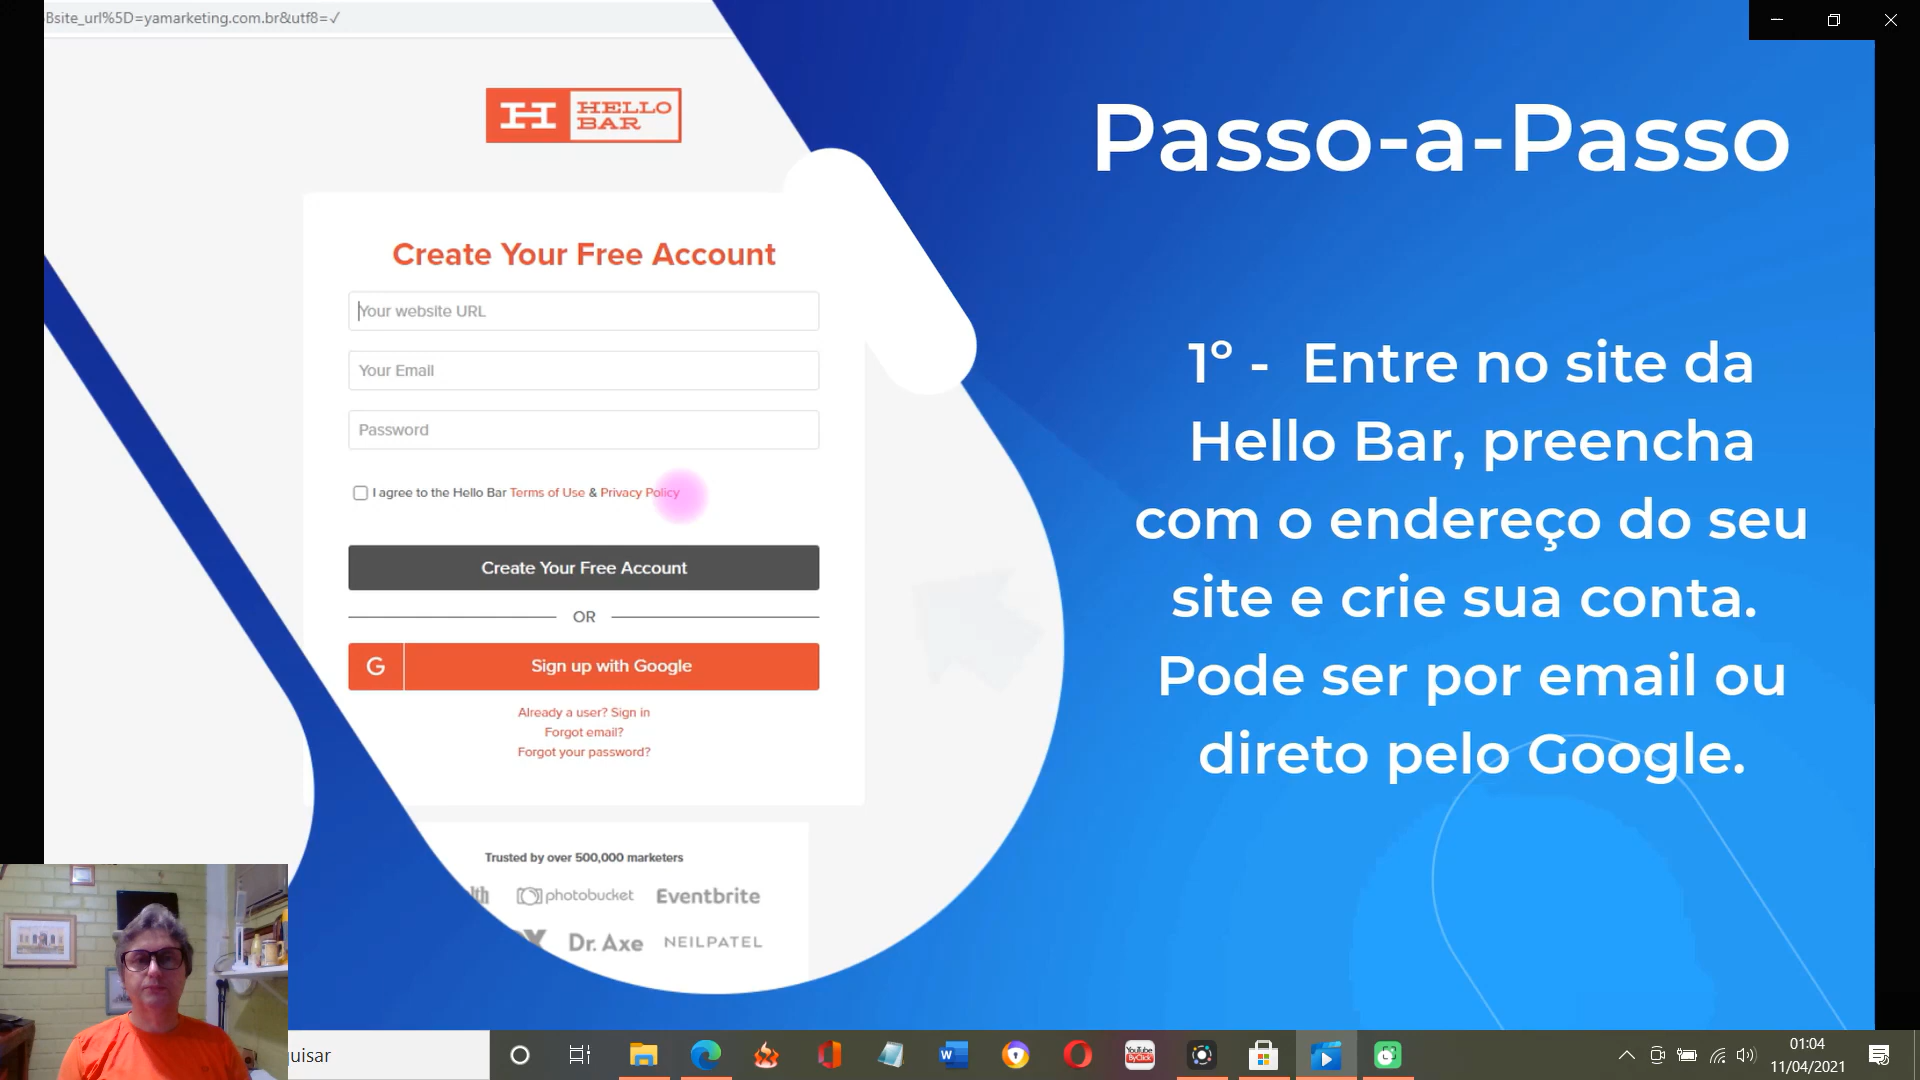 Bsite_url%5D=yamarketing.com.br&utf8=✓
H HELLO
BAR
Create Your Free Account
Your website URL
Your Email
Password
I agree to the Hello Bar Terms of Use & Privacy Policy
Create Your Free Account
OR
G Sign up with Google
Already a user? Sign in
Forgot email?
Forgot your password?
Trusted by over 500,000 marketers
photobucket Eventbrite
Dr. Axe NEILPATEL
Passo-a-Passo
1º - Entre no site da
Hello Bar, preencha
com o endereço do seu
site e crie sua conta.
Pode ser por email ou
direto pelo Google.
uisar
YouTube
ByClick
01:04
11/04/2021